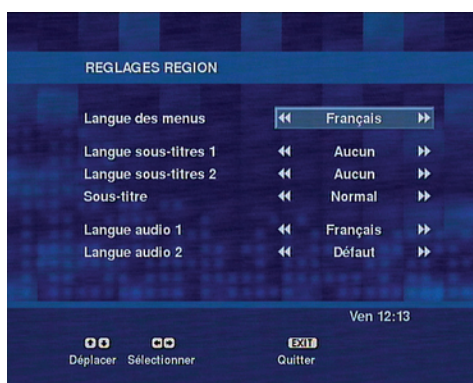 REGLAGES REGION
Langue des menus Français
Langue sous-titres 1 Aucun
Langue sous-titres 2 Aucun
Sous-titre Normal
Langue audio 1 Français
Langue audio 2 Défaut
Ven 12:13
EXIT
Déplacer Sélectionner Quitter